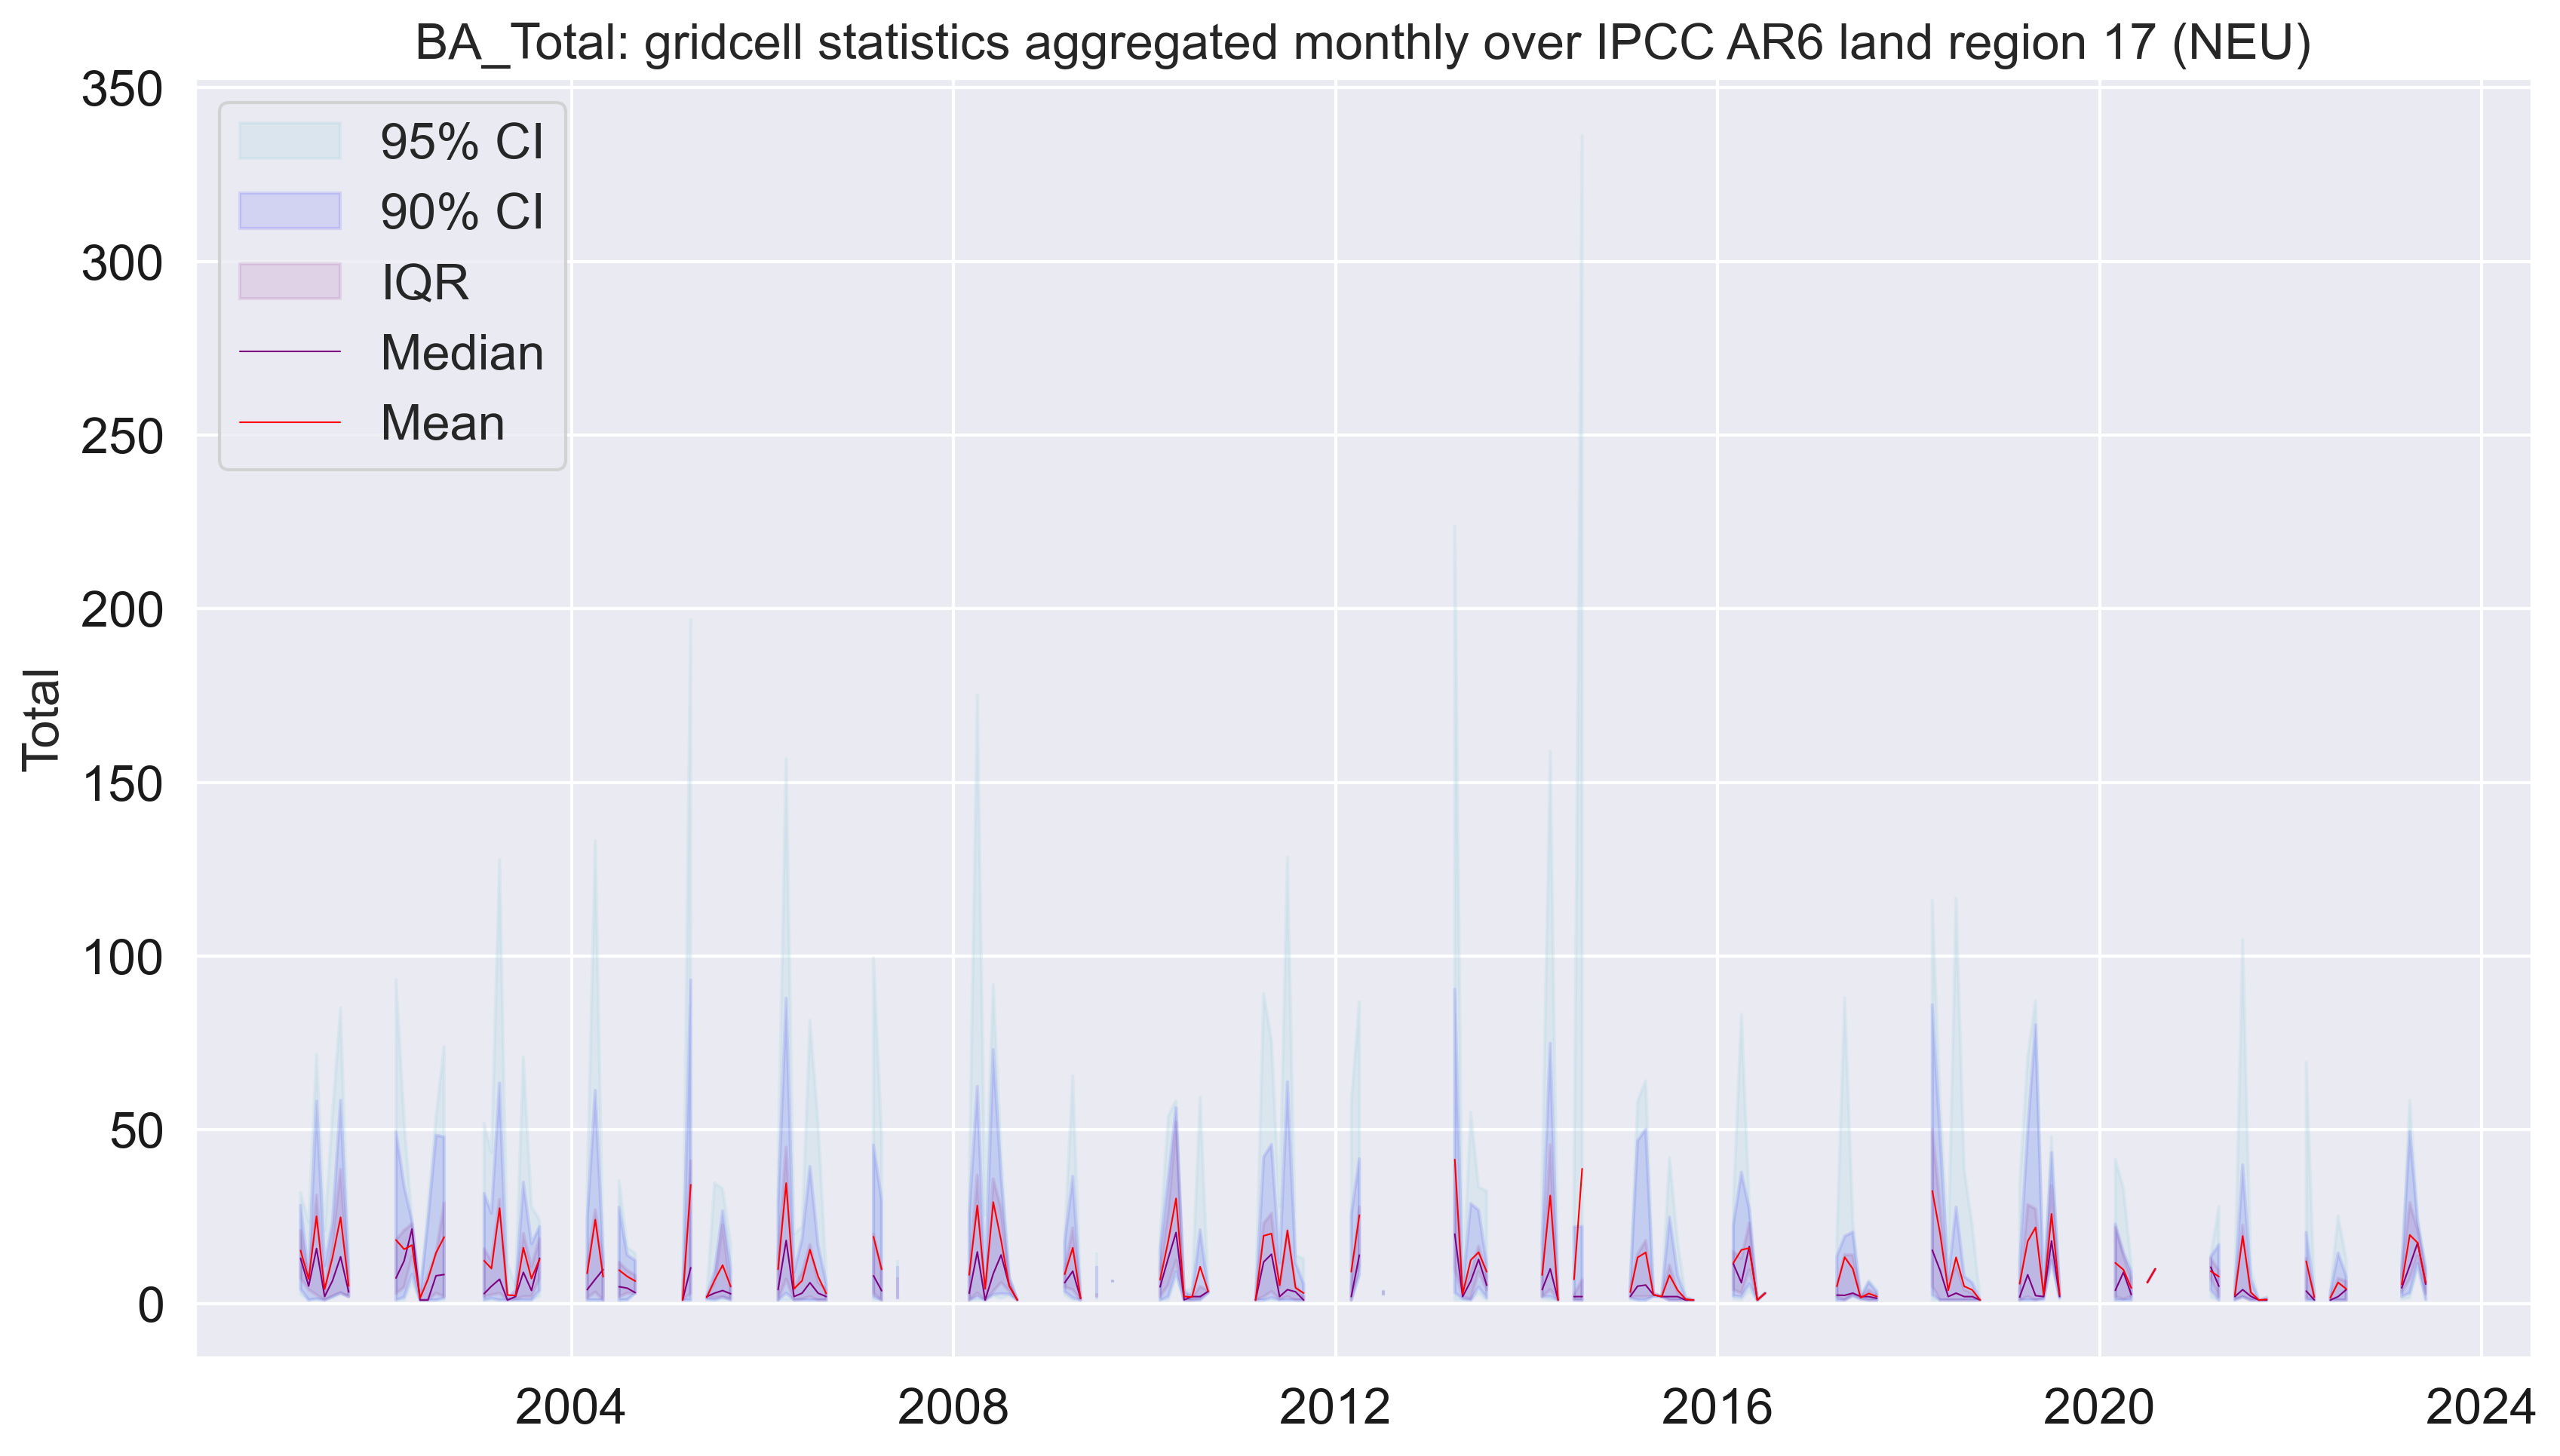 BA_Total: gridcell statistics aggregated monthly over IPCC AR6 land region 17 (NEU)
350
300
250
200
150
100
50
0
Total
95% CI
90% CI
IQR
Median
Mean
2004
2008
2012
2016
2020
2024